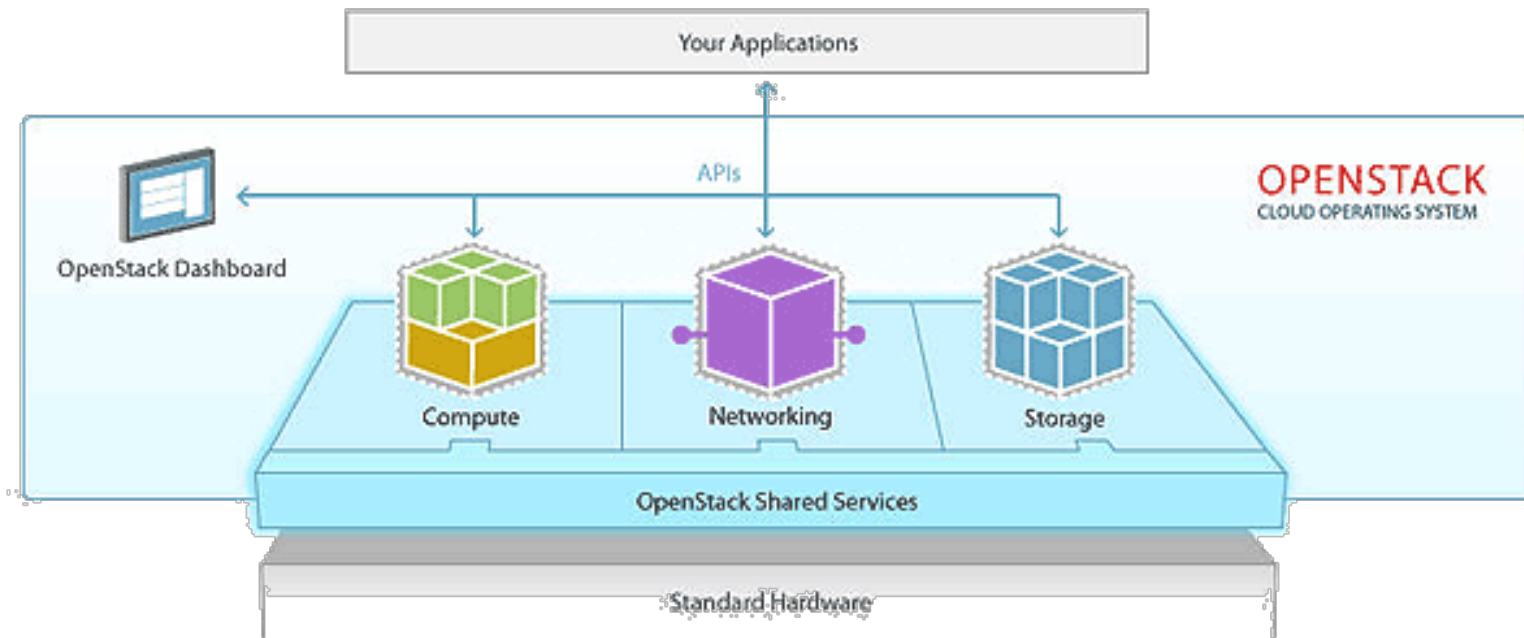 Your Applications
APIs
OPENSTACK
CLOUD OPERATING SYSTEM
OpenStack Dashboard
Compute
Networking
Storage
OpenStack Shared Services
Standard Hardware